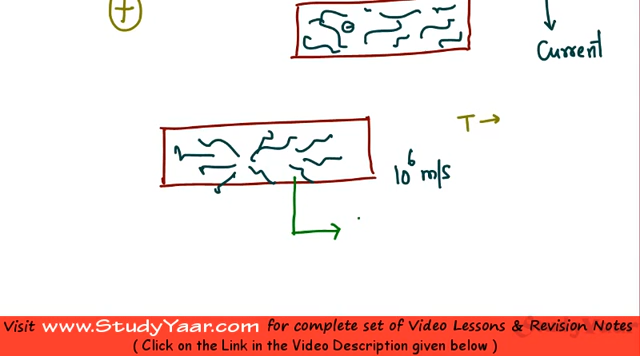 +
Current
T →
10⁶ m/s
Visit www.StudyYaar.com for complete set of Video Lessons & Revision Notes
( Click on the Link in the Video Description given below )